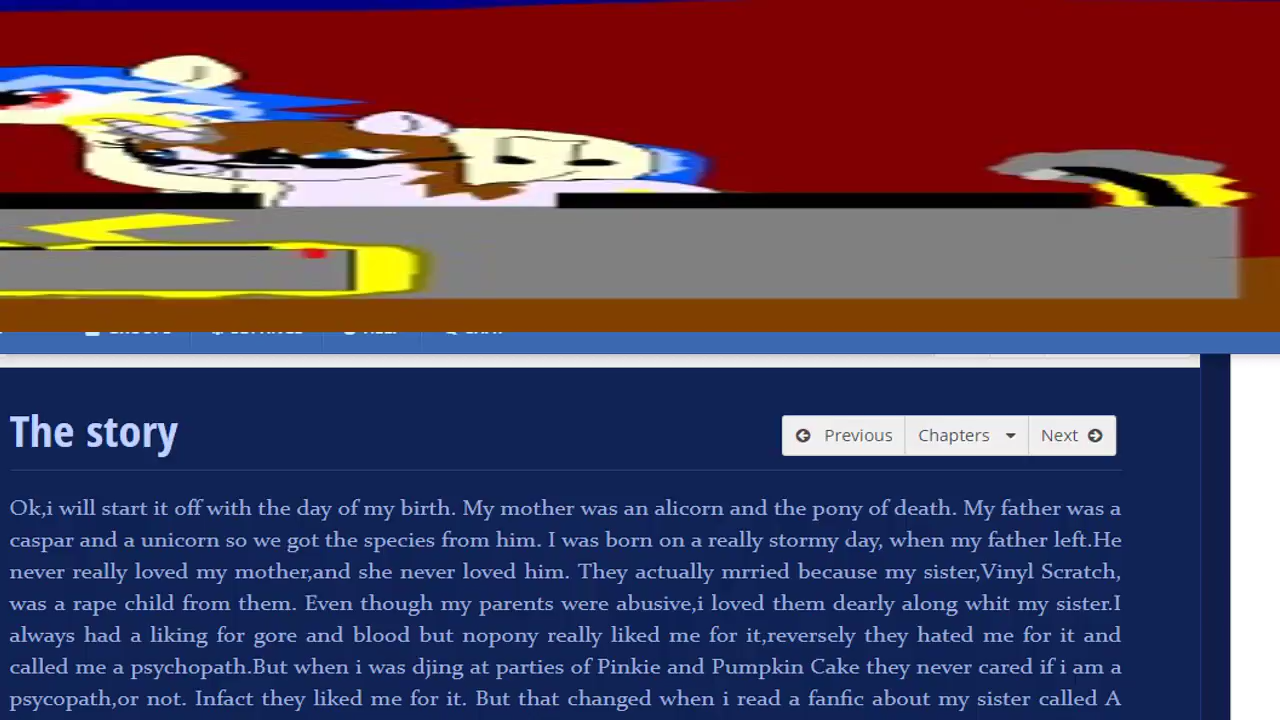 The story
Previous
Chapters
Next
Ok,i will start it off with the day of my birth. My mother was an alicorn and the pony of death. My father was a
caspar and a unicorn so we got the species from him. I was born on a really stormy day, when my father left.He
never really loved my mother,and she never loved him. They actually mrried because my sister,Vinyl Scratch,
was a rape child from them. Even though my parents were abusive,i loved them dearly along whit my sister.I
always had a liking for gore and blood but nopony really liked me for it,reversely they hated me for it and
called me a psychopath.But when i was djing at parties of Pinkie and Pumpkin Cake they never cared if i am a
psycopath,or not. Infact they liked me for it. But that changed when i read a fanfic about my sister called A